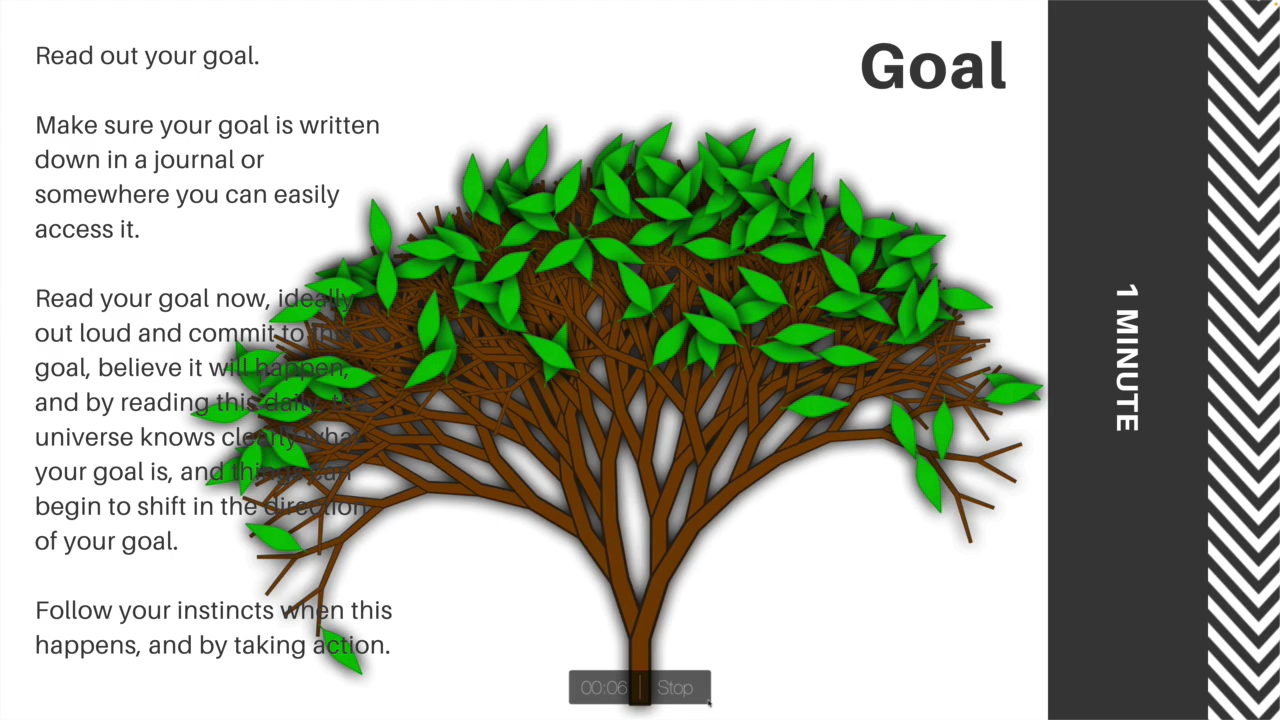 Goal
Read out your goal.
Make sure your goal is written
down in a journal or
somewhere you can easily
access it.
Read your goal now, ideally
out loud and commit to this
goal, believe it will happen,
and by reading this daily, the
universe knows clearly what
your goal is, and things can
begin to shift in the direction
of your goal.
Follow your instincts when this
happens, and by taking action.
1 MINUTE
00:06 Stop